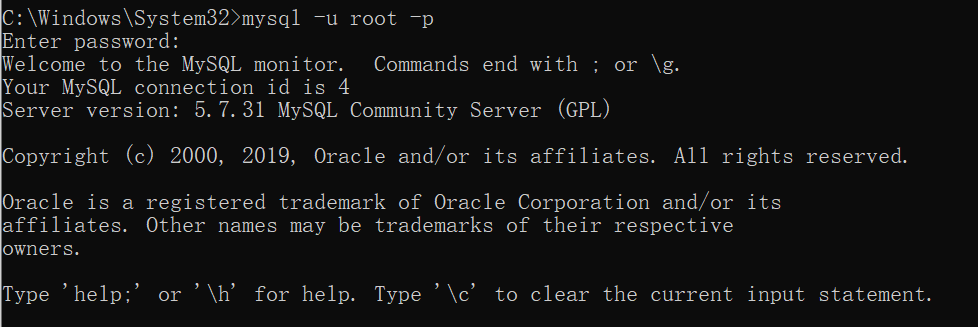 C:\Windows\System32>mysql -u root -p
Enter password:
Welcome to the MySQL monitor.  Commands end with ; or \g.
Your MySQL connection id is 4
Server version: 5.7.31 MySQL Community Server (GPL)
Copyright (c) 2000, 2019, Oracle and/or its affiliates. All rights reserved.
Oracle is a registered trademark of Oracle Corporation and/or its
affiliates. Other names may be trademarks of their respective
owners.
Type 'help;' or '\h' for help. Type '\c' to clear the current input statement.